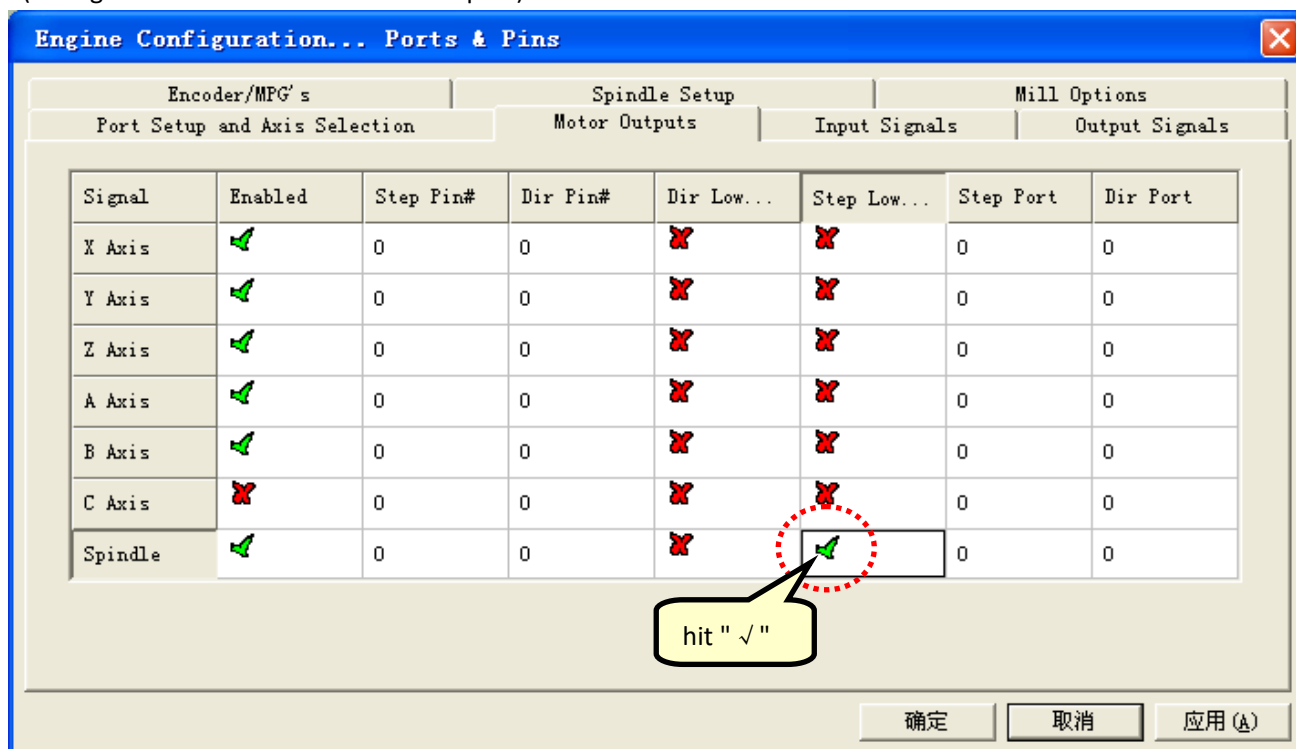 Engine Configuration... Ports & Pins
Encoder/MPG's Spindle Setup Mill Options
Port Setup and Axis Selection Motor Outputs Input Signals Output Signals
Signal Enabled Step Pin# Dir Pin# Dir Low... Step Low... Step Port Dir Port
X Axis 0 0 0 0
Y Axis 0 0 0 0
Z Axis 0 0 0 0
A Axis 0 0 0 0
B Axis 0 0 0 0
C Axis 0 0 0 0
Spindle 0 0 0 0
hit " √ "
确定 取消 应用(A)